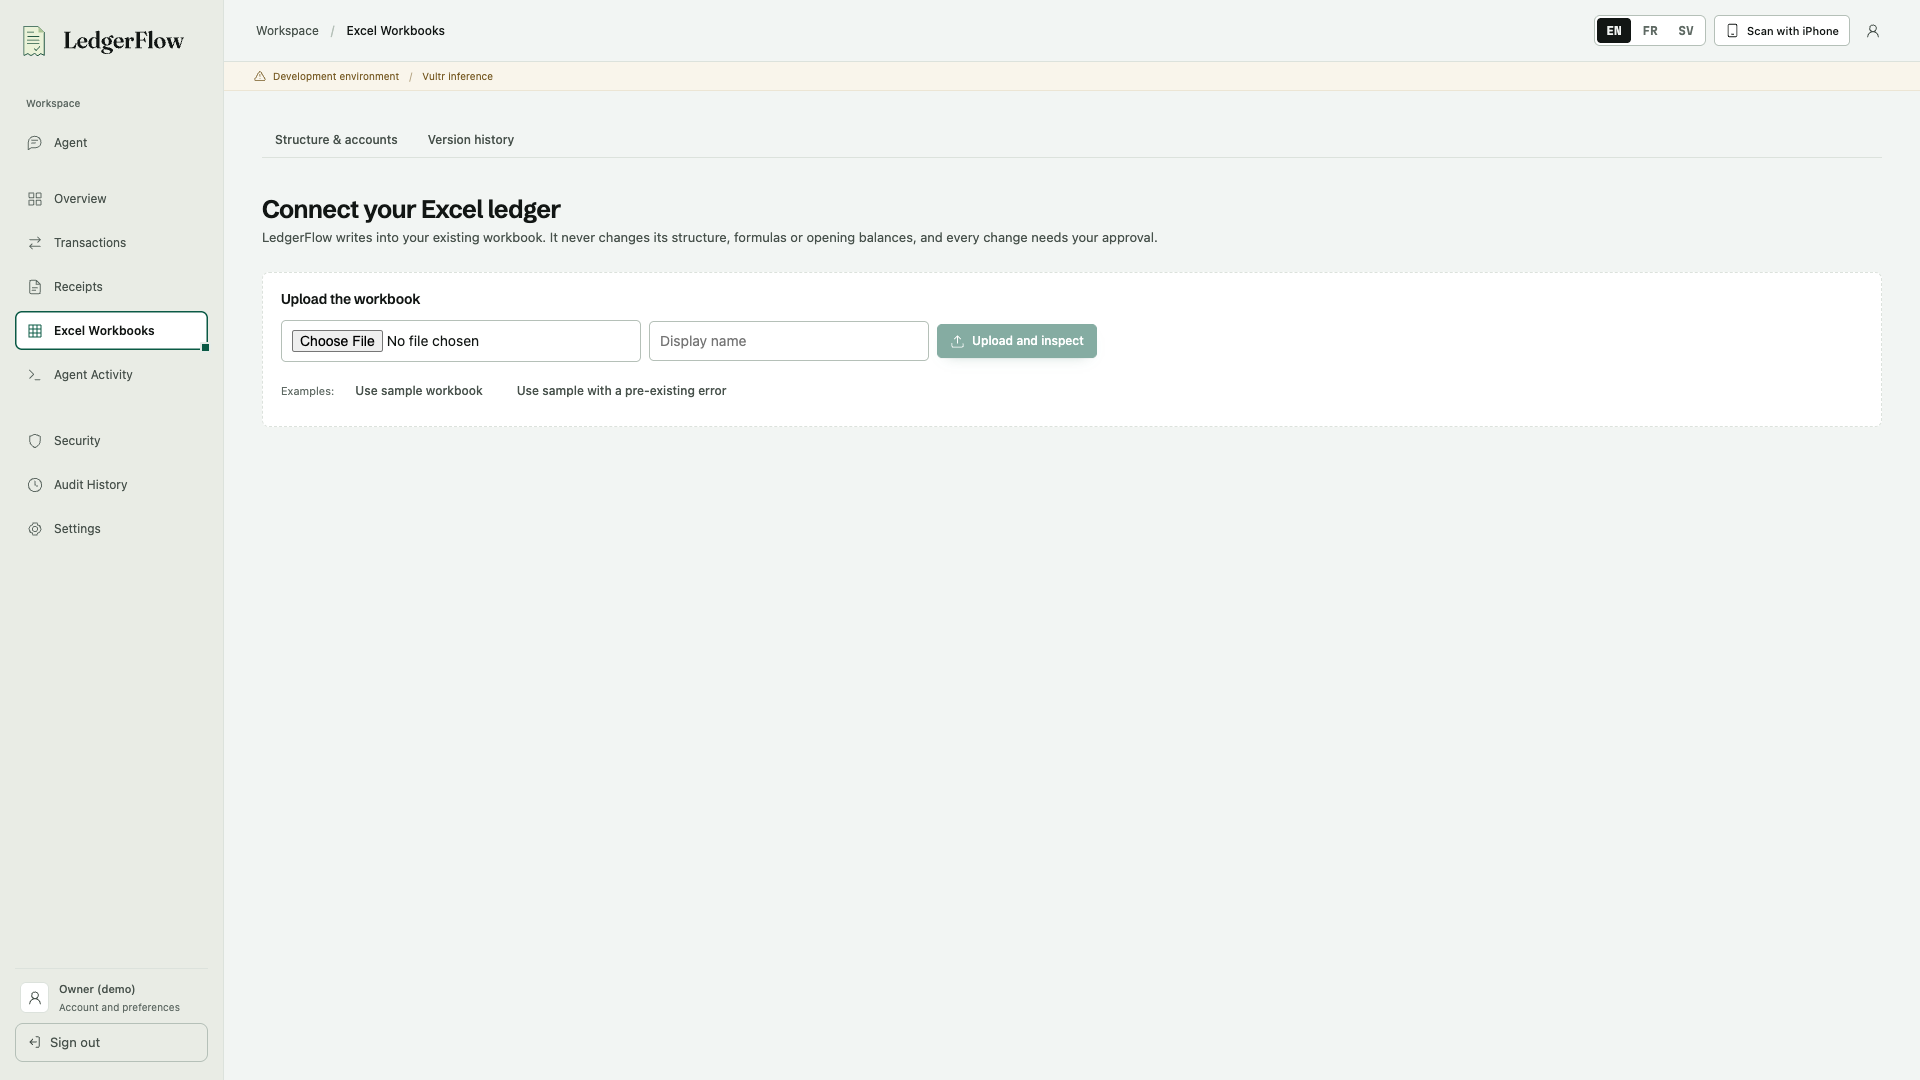 LedgerFlow
Workspace
Agent
Overview
Transactions
Receipts
Excel Workbooks
Agent Activity
Security
Audit History
Settings
Owner (demo)
Account and preferences
Sign out
Workspace / Excel Workbooks
EN FR SV
Scan with iPhone
Development environment / Vultr inference
Structure & accounts
Version history
Connect your Excel ledger
LedgerFlow writes into your existing workbook. It never changes its structure, formulas or opening balances, and every change needs your approval.
Upload the workbook
Choose File No file chosen
Display name
Upload and inspect
Examples: Use sample workbook Use sample with a pre-existing error